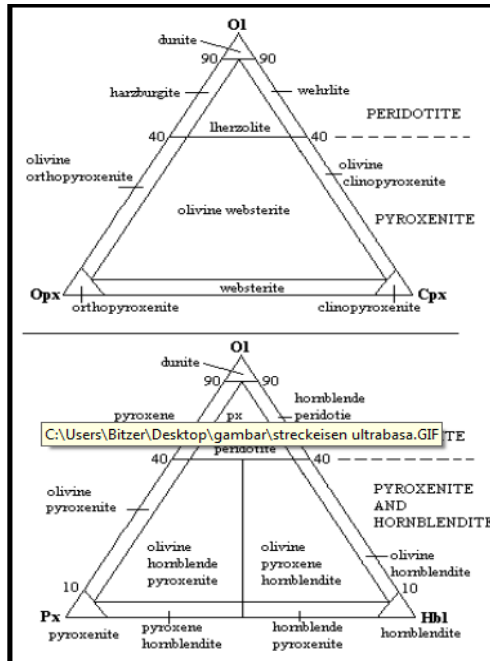 Ol
dunite
90 90
harzburgite
wehrlite
PERIDOTITE
40 lherzolite 40
olivine
orthopyroxenite
olivine
clinopyroxenite
olivine websterite
PYROXENITE
websterite
Opx Cpx
orthopyroxenite clinopyroxenite
Ol
dunite
90 90
hornblende
peridotie
pyroxene px
C:\Users\Bitzer\Desktop\gambar\streckeisen ultrabasa.GIF
TE
40 peridotite 40
olivine
pyroxenite
PYROXENITE
AND
HORNBLENDITE
olivine
hornblende
pyroxenite
olivine
pyroxene
hornblendite
olivine
hornblendite
10 10
Px Hbl
pyroxenite
pyroxene
hornblendite
hornblende
pyroxenite
hornblendite